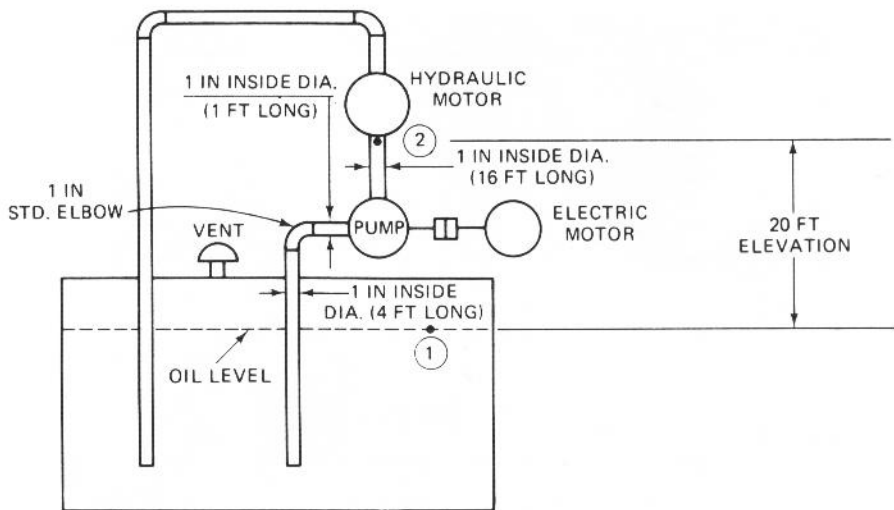 HYDRAULIC
MOTOR
1 IN INSIDE DIA.
(1 FT LONG)
2
1 IN INSIDE DIA.
(16 FT LONG)
1 IN
STD. ELBOW
VENT
PUMP
ELECTRIC
MOTOR
20 FT
ELEVATION
1 IN INSIDE
DIA. (4 FT LONG)
1
OIL LEVEL